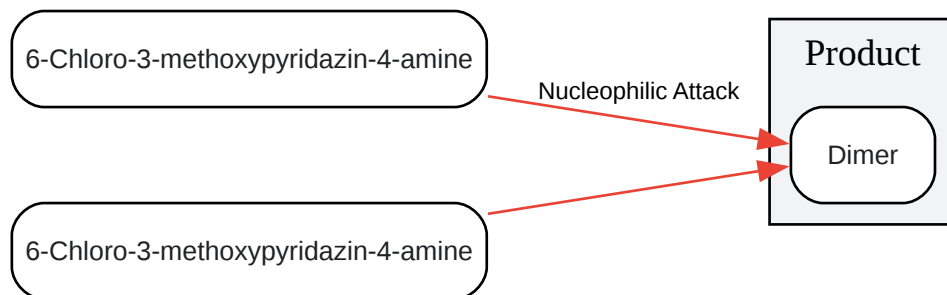 6-Chloro-3-methoxypyridazin-4-amine
Nucleophilic Attack
Product
Dimer
6-Chloro-3-methoxypyridazin-4-amine